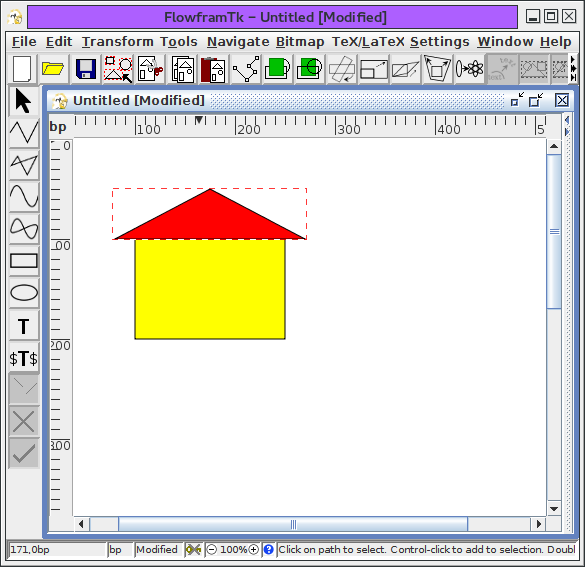 FlowframTk - Untitled [Modified]
File Edit Transform Tools Navigate Bitmap TeX/LaTeX Settings Window Help
Untitled [Modified]
bp 100 200 300 400 5
0
00
200
300
T
$T$
171,0bp bp Modified 100% ? Click on path to select. Control-click to add to selection. Doubl